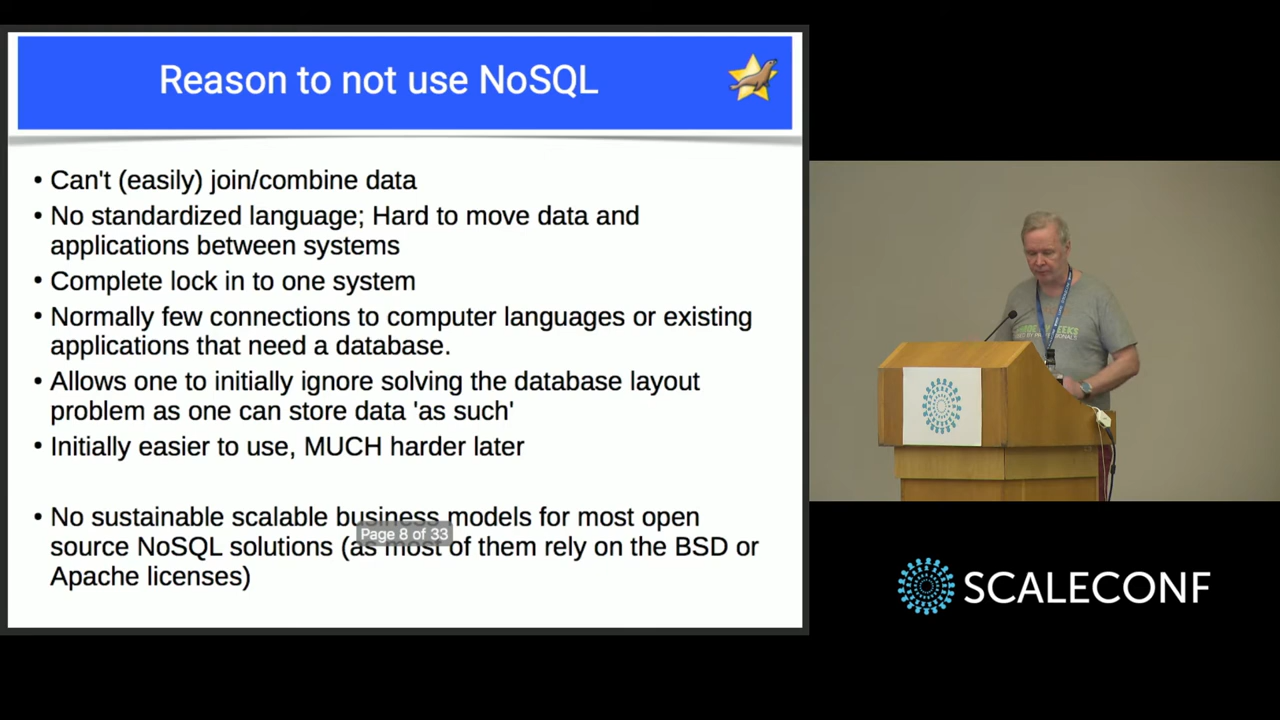 Reason to not use NoSQL
• Can't (easily) join/combine data
• No standardized language; Hard to move data and
applications between systems
• Complete lock in to one system
• Normally few connections to computer languages or existing
applications that need a database.
• Allows one to initially ignore solving the database layout
problem as one can store data 'as such'
• Initially easier to use, MUCH harder later
• No sustainable scalable business models for most open
Page 8 of 33
source NoSQL solutions (as most of them rely on the BSD or
Apache licenses)
SCALECONF